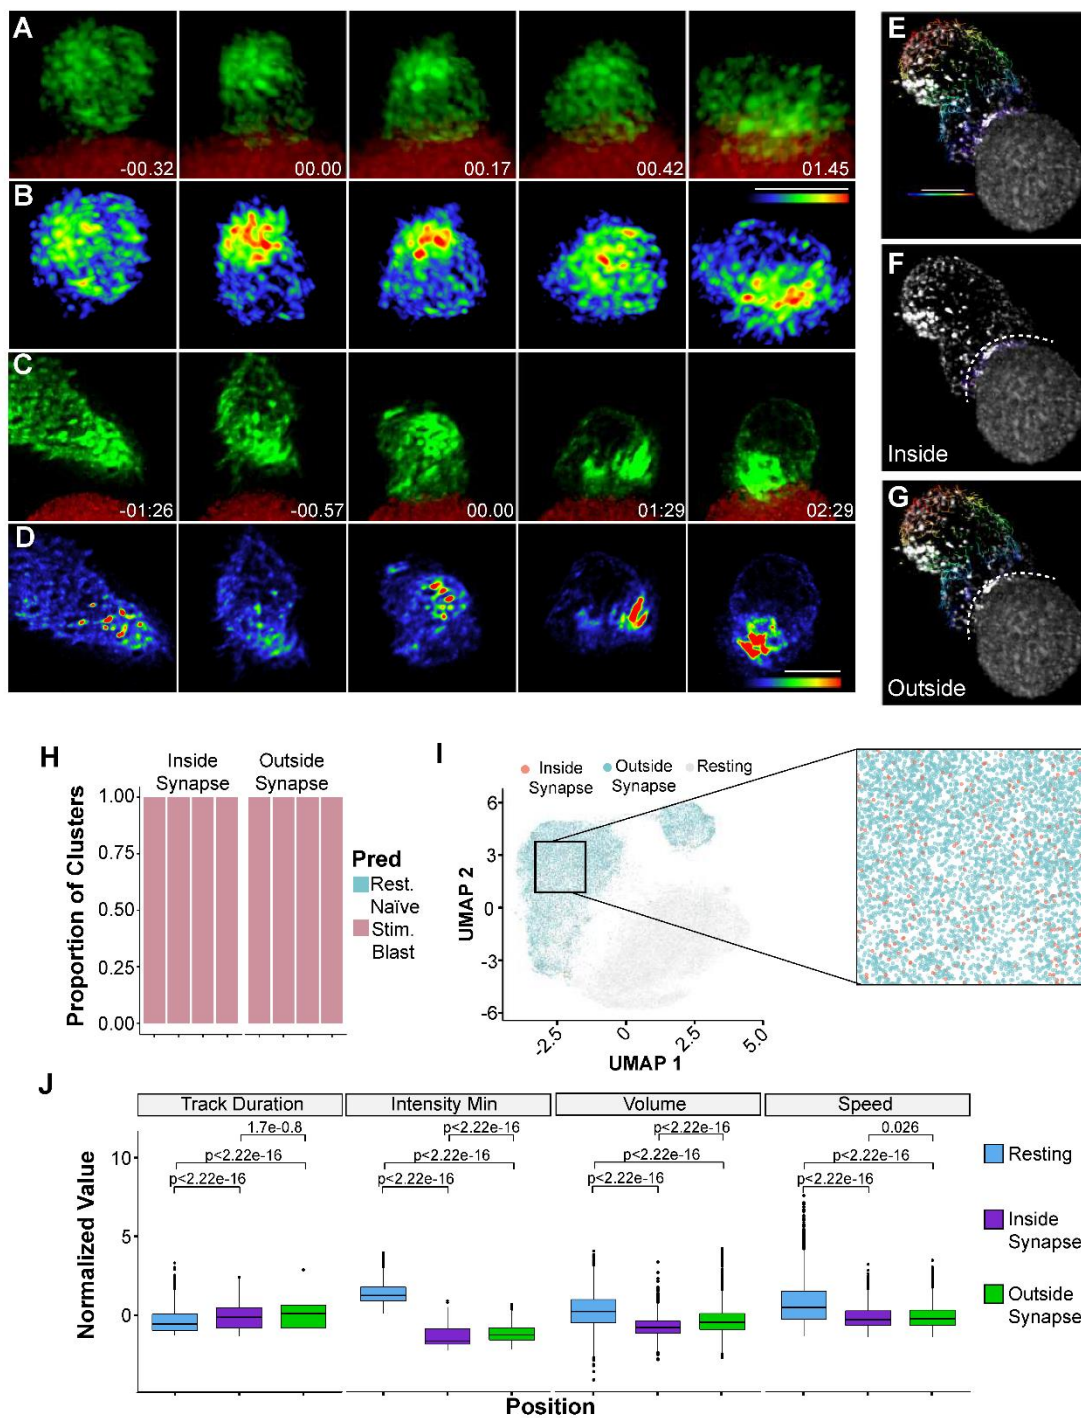 A
-00.32
00.00
00.17
00.42
01.45
B
C
-01:26
-00.57
00.00
01:29
02:29
D
E
F
Inside
G
Outside
H
Inside
Synapse
Outside
Synapse
Proportion of Clusters
1.00
0.75
0.50
0.25
0.00
Pred
Rest.
Naïve
Stim.
Blast
I
Inside
Synapse
Outside
Synapse
Resting
UMAP 2
6
3
0
-3
-6
-2.5
0
2.5
5.0
UMAP 1
J
Track Duration
Intensity Min
Volume
Speed
1.7e-0.8
p<2.22e-16
p<2.22e-16
p<2.22e-16
p<2.22e-16
p<2.22e-16
p<2.22e-16
p<2.22e-16
p<2.22e-16
0.026
p<2.22e-16
p<2.22e-16
Normalized Value
10
5
0
Position
Resting
Inside
Synapse
Outside
Synapse